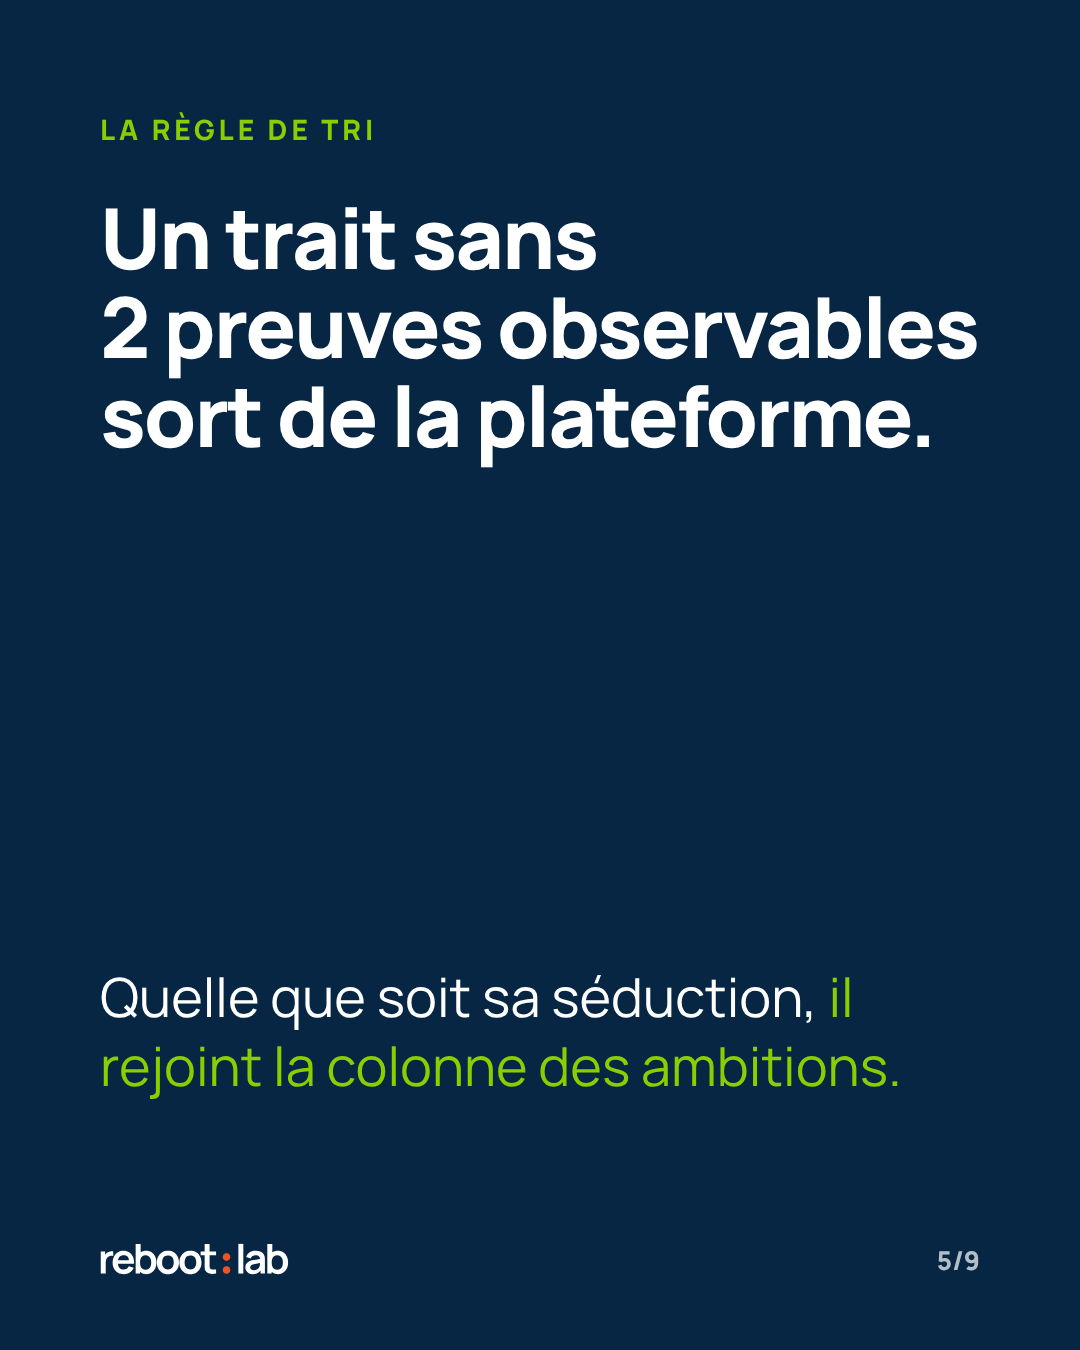 LA RÈGLE DE TRI
Un trait sans
2 preuves observables
sort de la plateforme.
Quelle que soit sa séduction, il
rejoint la colonne des ambitions.
reboot:lab
5/9